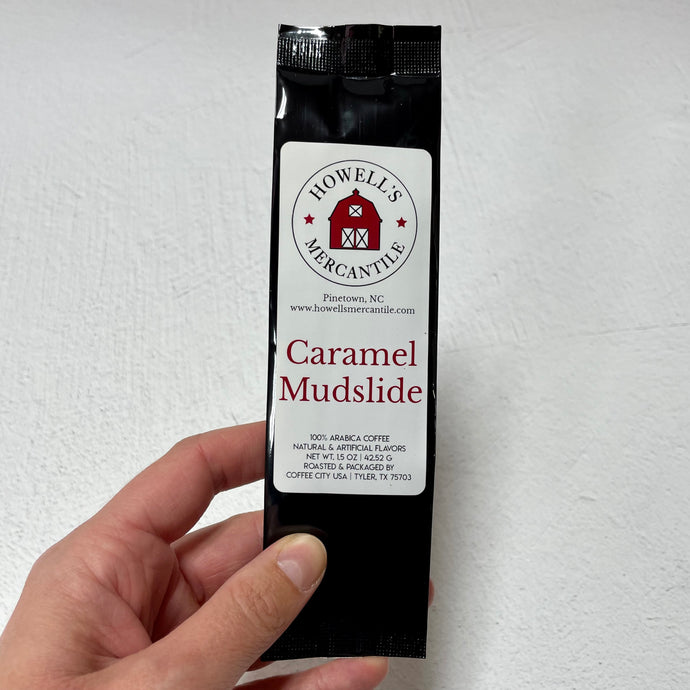 HOWELL'S
MERCANTILE
Pinetown, NC
www.howellsmercantile.com
Caramel
Mudslide
100% ARABICA COFFEE
NATURAL & ARTIFICIAL FLAVORS
NET WT, 1.5 OZ | 42.52 G
ROASTED & PACKAGED BY
COFFEE CITY USA | TYLER, TX 75703